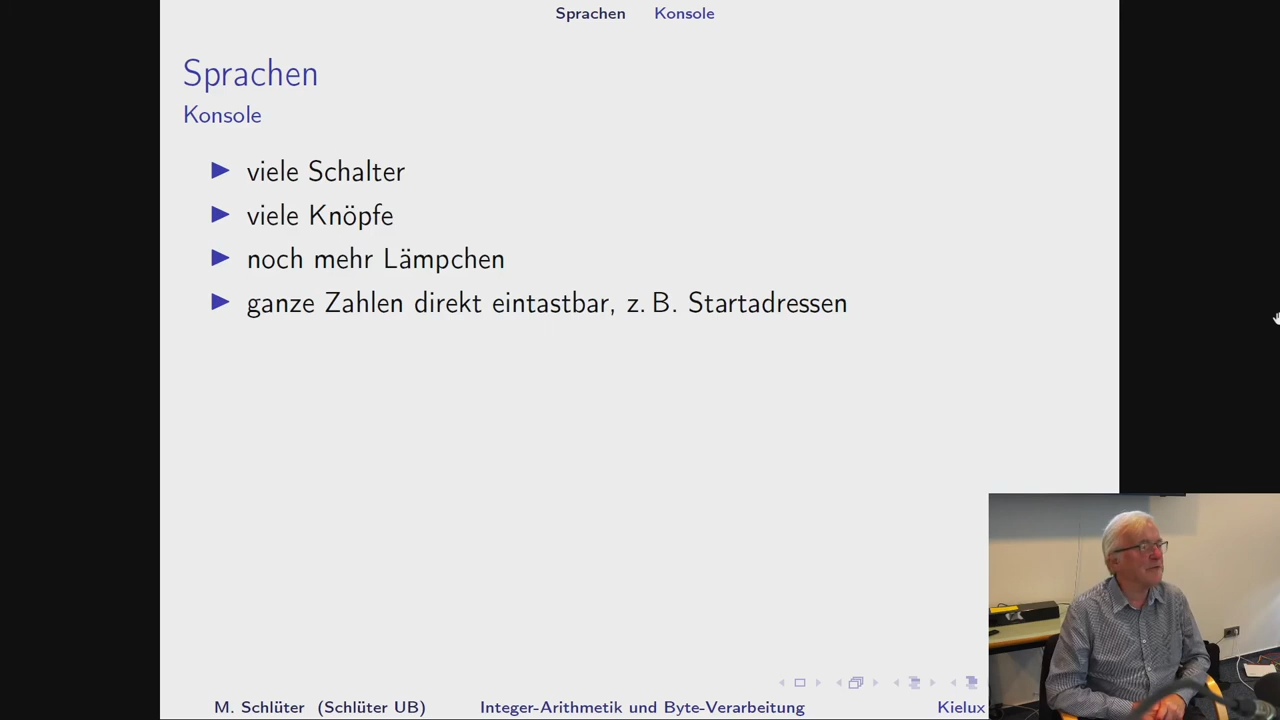 Sprachen Konsole
Sprachen
Konsole
viele Schalter
viele Knöpfe
noch mehr Lämpchen
ganze Zahlen direkt eintastbar, z. B. Startadressen
M. Schlüter (Schlüter UB) Integer-Arithmetik und Byte-Verarbeitung Kielux